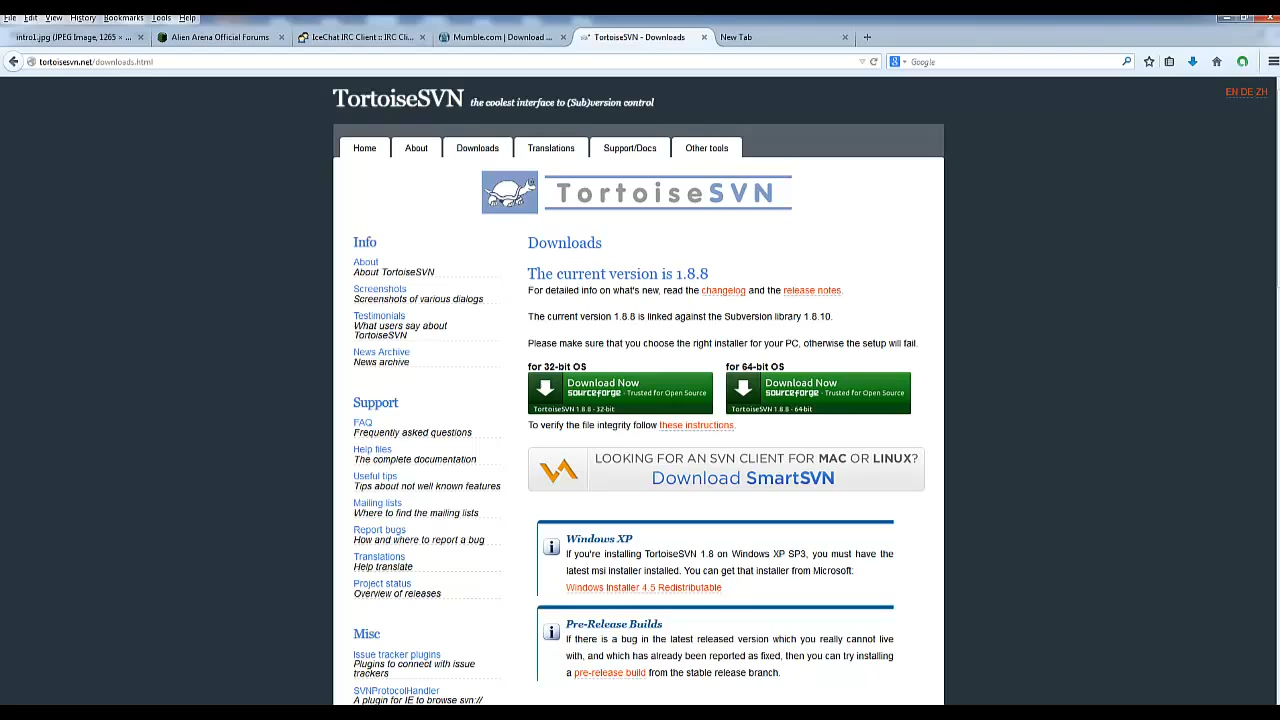 File Edit View History Bookmarks Tools Help
intro1.jpg (JPEG Image, 1265 × ...
Alien Arena Official Forums
IceChat IRC Client :: IRC Cli...
Mumble.com | Download ...
TortoiseSVN - Downloads
New Tab
tortoisesvn.net/downloads.html
Google
TortoiseSVN the coolest interface to (Sub)version control
EN DE ZH
Home About Downloads Translations Support/Docs Other tools
TortoiseSVN
Info
About
About TortoiseSVN
Screenshots
Screenshots of various dialogs
Testimonials
What users say about
TortoiseSVN
News Archive
News archive
Support
FAQ
Frequently asked questions
Help files
The complete documentation
Useful tips
Tips about not well known features
Mailing lists
Where to find the mailing lists
Report bugs
How and where to report a bug
Translations
Help translate
Project status
Overview of releases
Misc
Issue tracker plugins
Plugins to connect with issue
trackers
SVNProtocolHandler
A plugin for IE to browse svn://
Downloads
The current version is 1.8.8
For detailed info on what's new, read the changelog and the release notes.
The current version 1.8.8 is linked against the Subversion library 1.8.10.
Please make sure that you choose the right installer for your PC, otherwise the setup will fail.
for 32-bit OS
Download Now
sourceforge - Trusted for Open Source
TortoiseSVN 1.8.8 - 32-bit
for 64-bit OS
Download Now
sourceforge - Trusted for Open Source
TortoiseSVN 1.8.8 - 64-bit
To verify the file integrity follow these instructions.
LOOKING FOR AN SVN CLIENT FOR MAC OR LINUX?
Download SmartSVN
Windows XP
If you're installing TortoiseSVN 1.8 on Windows XP SP3, you must have the
latest msi installer installed. You can get that installer from Microsoft:
Windows Installer 4.5 Redistributable
Pre-Release Builds
If there is a bug in the latest released version which you really cannot live
with, and which has already been reported as fixed, then you can try installing
a pre-release build from the stable release branch.